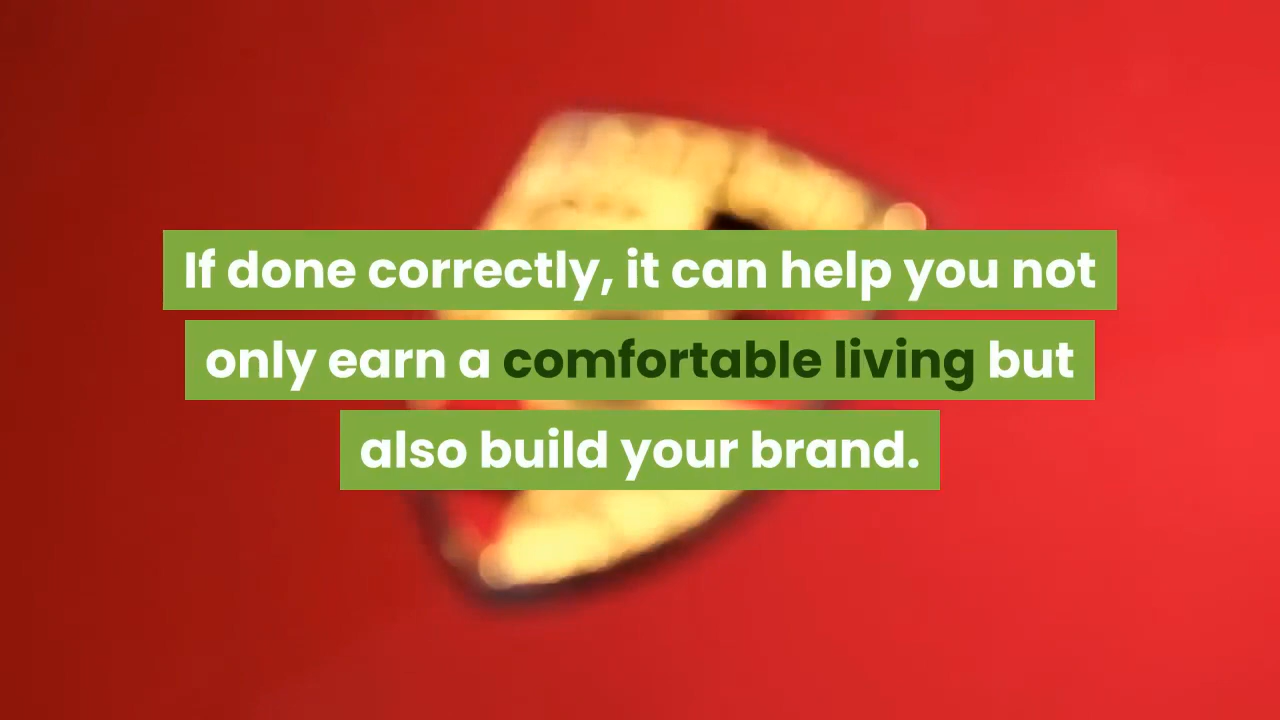 If done correctly, it can help you not
only earn a comfortable living but
also build your brand.